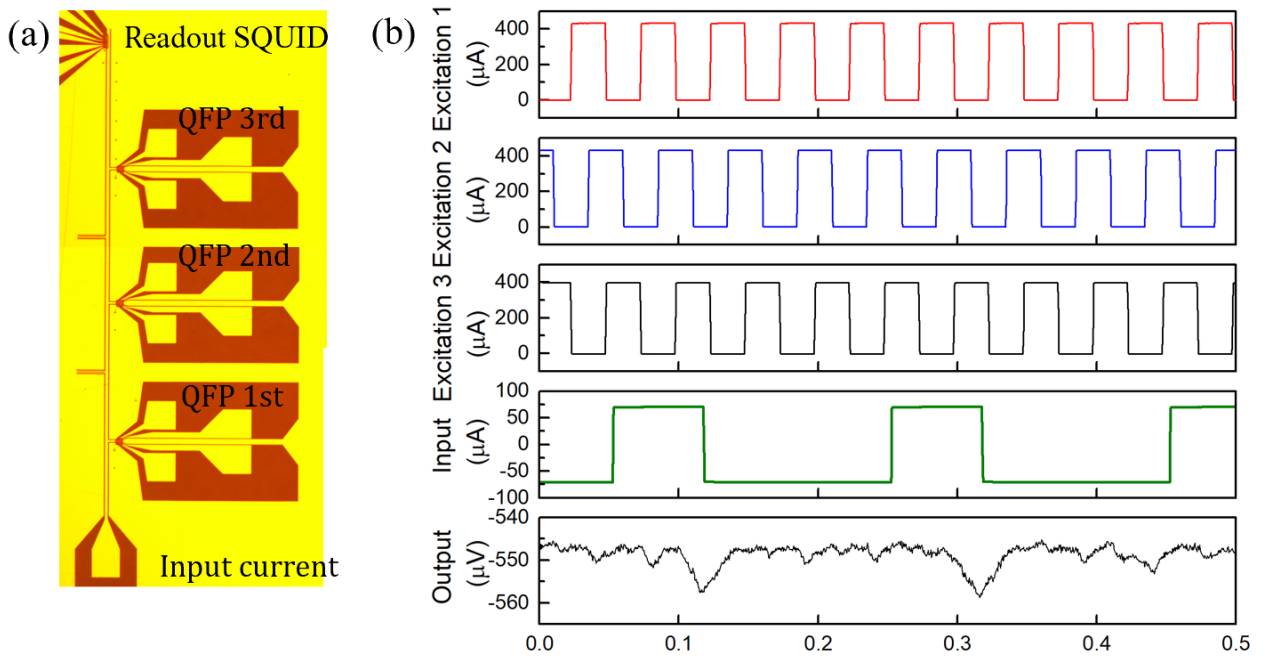 (a)
Readout SQUID
QFP 3rd
QFP 2nd
QFP 1st
Input current
(b)
Excitation 1
(μA)
400
200
0
Excitation 2
(μA)
400
200
0
Excitation 3
(μA)
400
200
0
Input
(μA)
100
50
0
-50
-100
Output
(μV)
-540
-550
-560
0.0 0.1 0.2 0.3 0.4 0.5